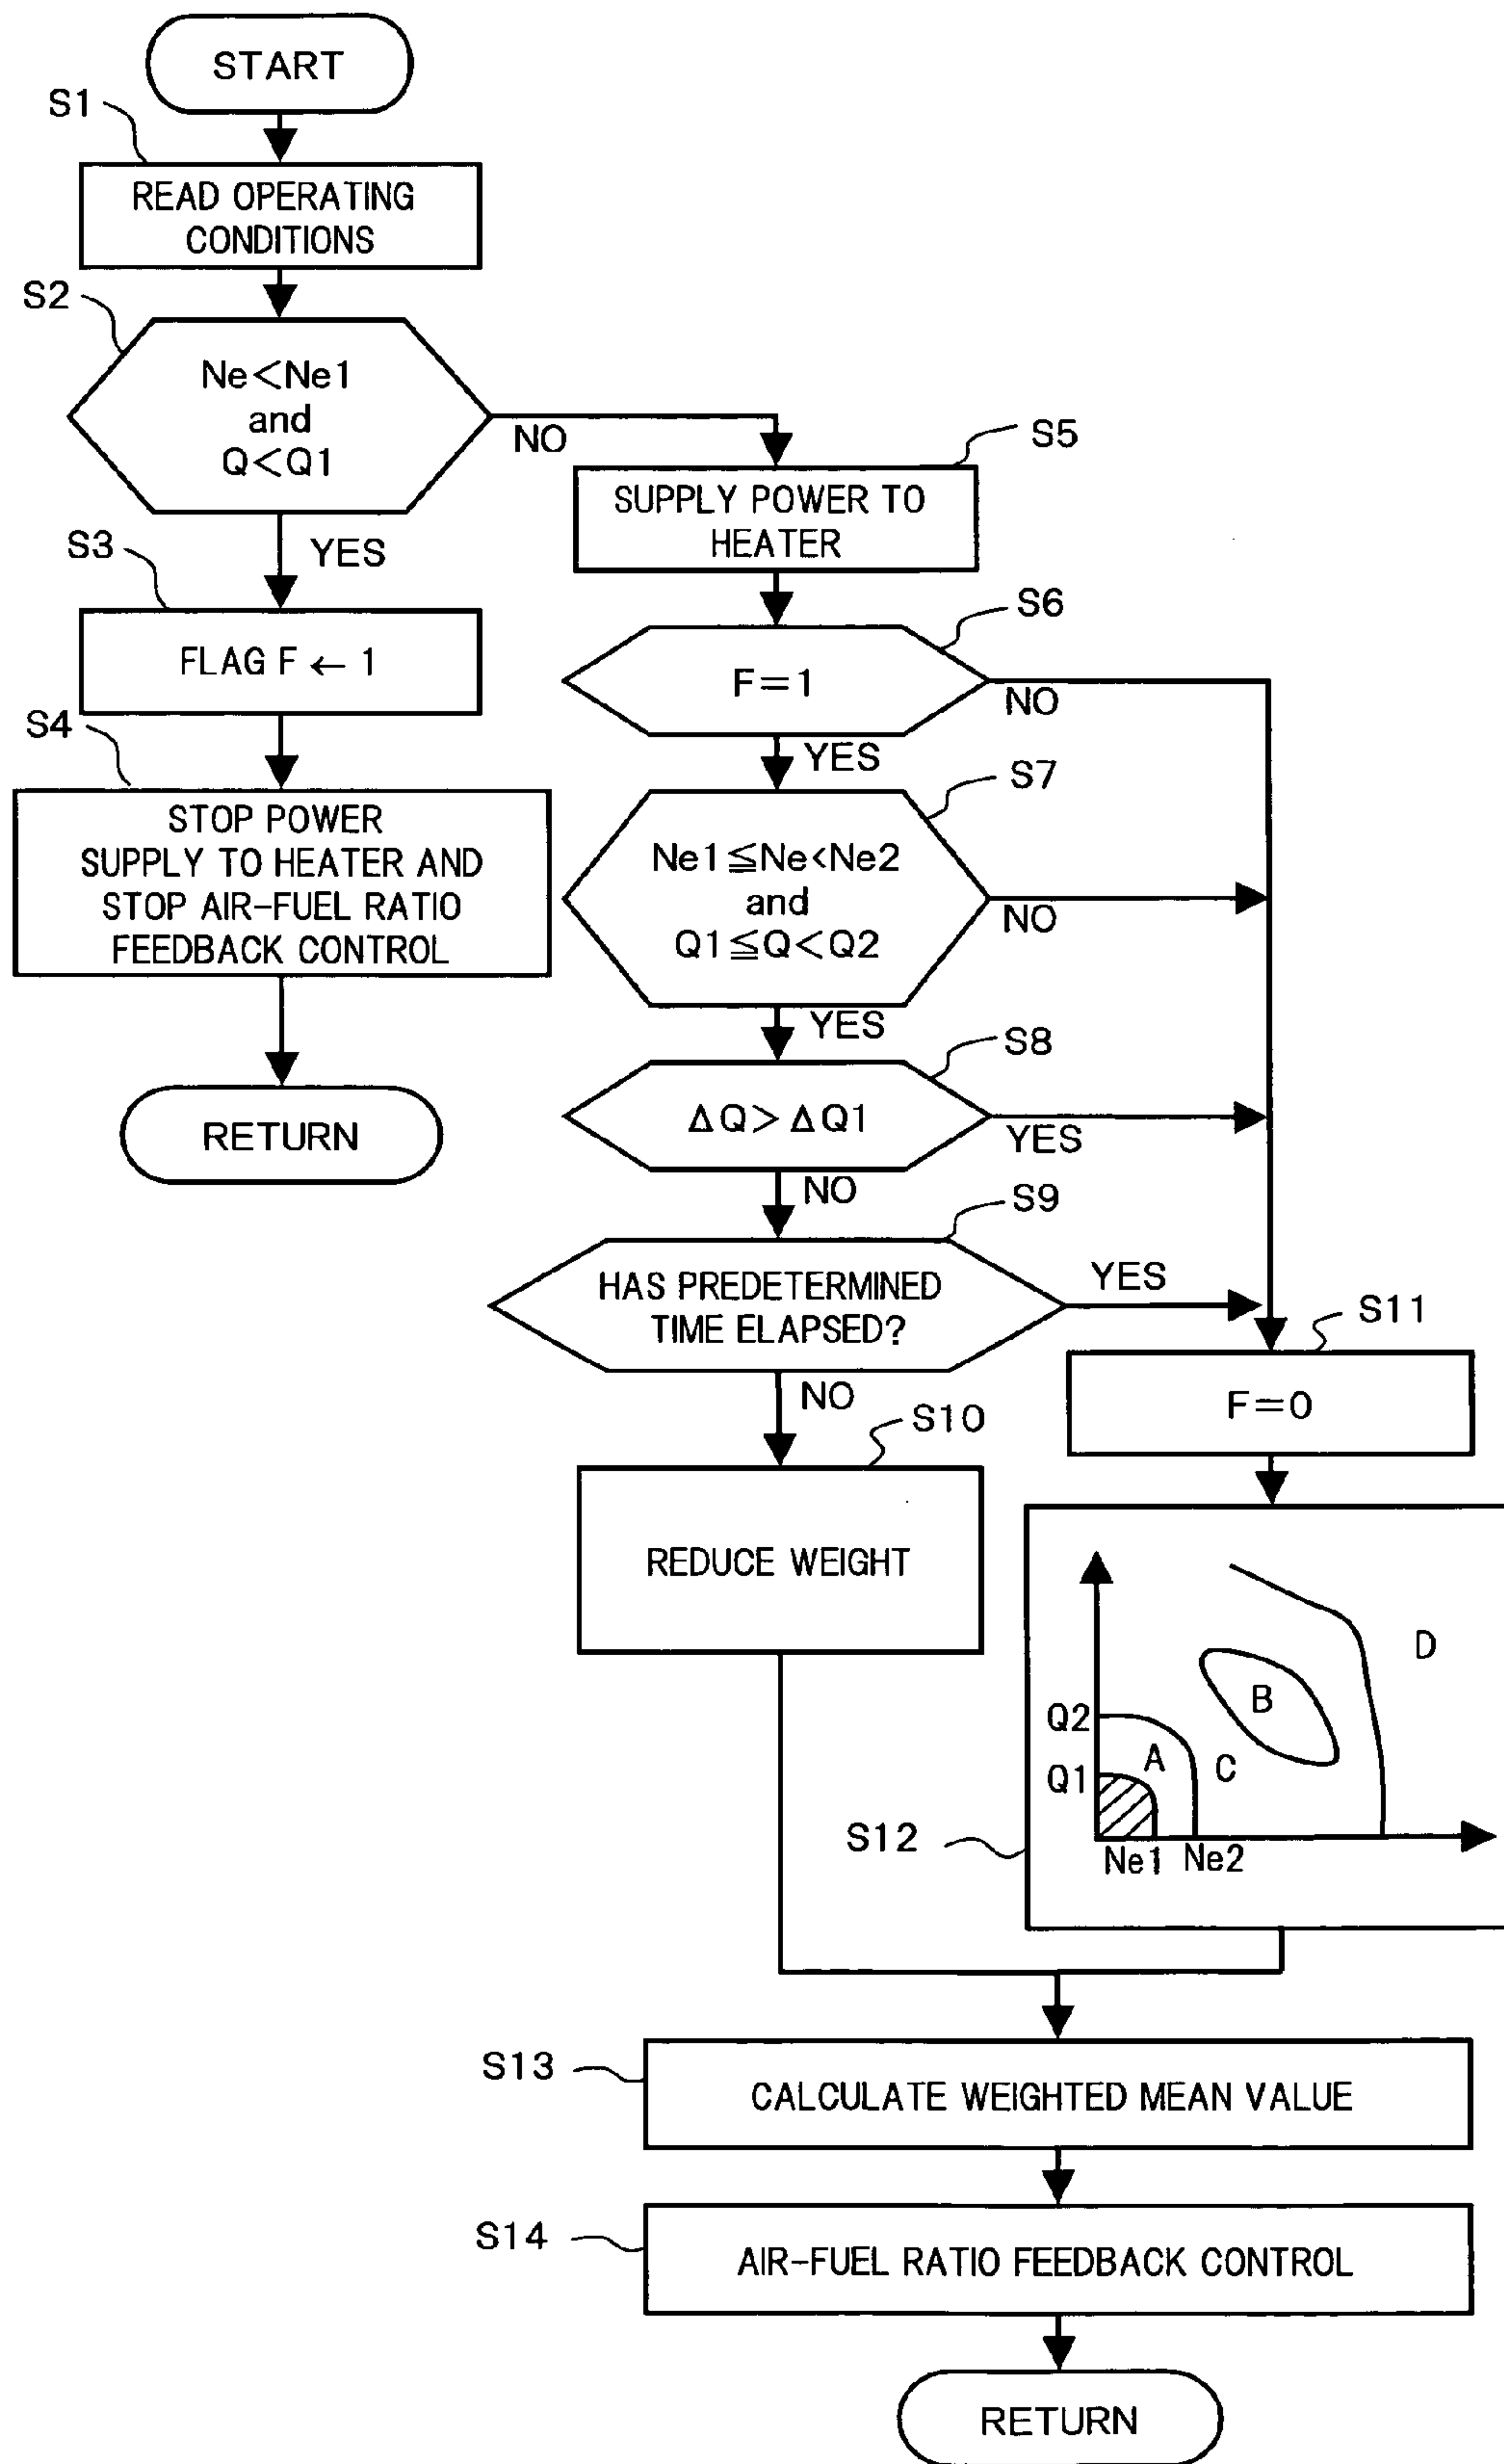 START
S1
READ OPERATING
CONDITIONS
S2
Ne<Ne1
and
Q<Q1
NO
YES
S3
FLAG F ← 1
S4
STOP POWER
SUPPLY TO HEATER AND
STOP AIR-FUEL RATIO
FEEDBACK CONTROL
RETURN
S5
SUPPLY POWER TO
HEATER
S6
F=1
NO
YES
S7
Ne1≦Ne<Ne2
and
Q1≦Q<Q2
NO
YES
S8
ΔQ>ΔQ1
YES
NO
S9
HAS PREDETERMINED
TIME ELAPSED?
YES
NO
S10
REDUCE WEIGHT
S11
F=0
S12
Q2
Q1
A
B
C
D
Ne1
Ne2
S13
CALCULATE WEIGHTED MEAN VALUE
S14
AIR-FUEL RATIO FEEDBACK CONTROL
RETURN